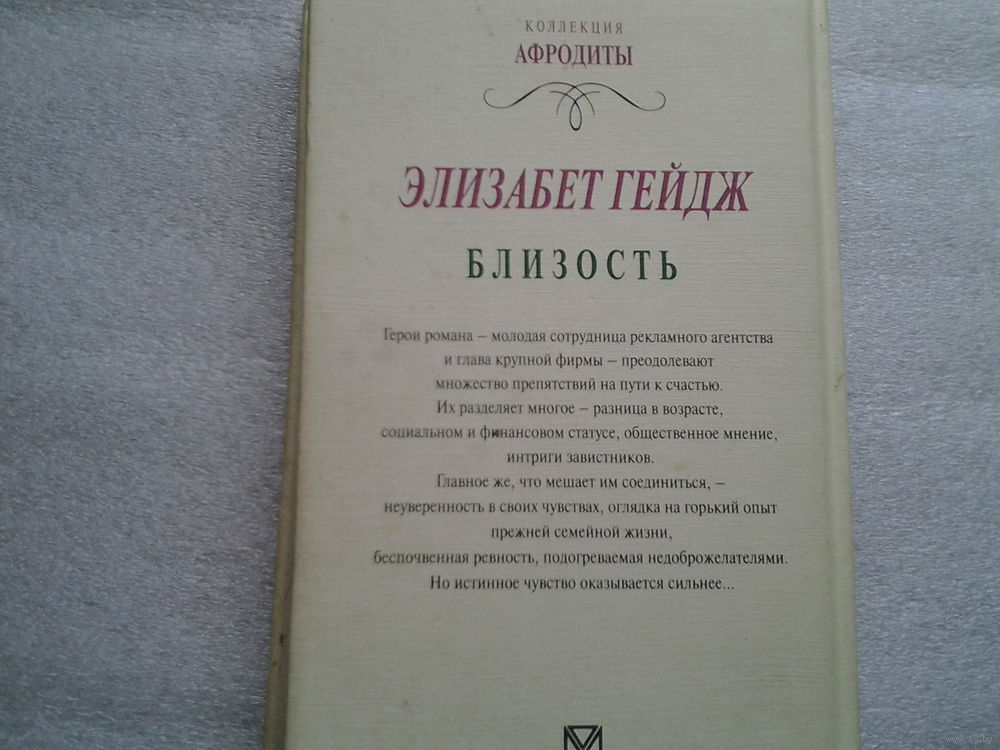 КОЛЛЕКЦИЯ
АФРОДИТЫ
ЭЛИЗАБЕТ ГЕЙДЖ
БЛИЗОСТЬ
Герои романа – молодая сотрудница рекламного агентства
и глава крупной фирмы – преодолевают
множество препятствий на пути к счастью.
Их разделяет многое – разница в возрасте,
социальном и финансовом статусе, общественное мнение,
интриги завистников.
Главное же, что мешает им соединиться, –
неуверенность в своих чувствах, оглядка на горький опыт
прежней семейной жизни,
беспочвенная ревность, подогреваемая недоброжелателями.
Но истинное чувство оказывается сильнее...
www.ay.by